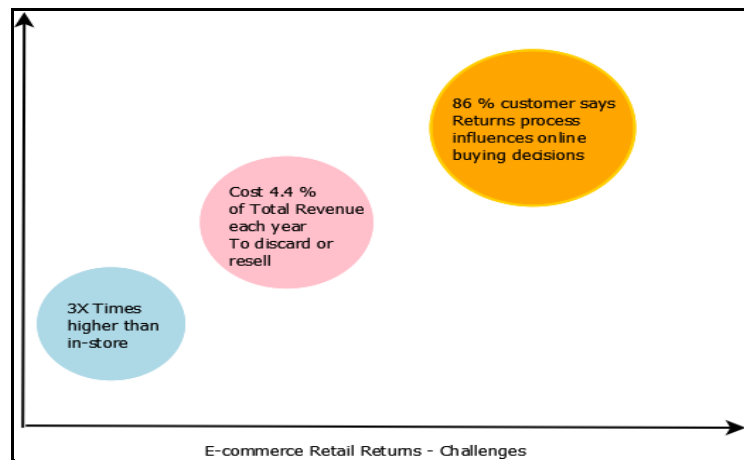 86 % customer says
Returns process
influences online
buying decisions
Cost 4.4 %
of Total Revenue
each year
To discard or
resell
3X Times
higher than
in-store
E-commerce Retail Returns - Challenges